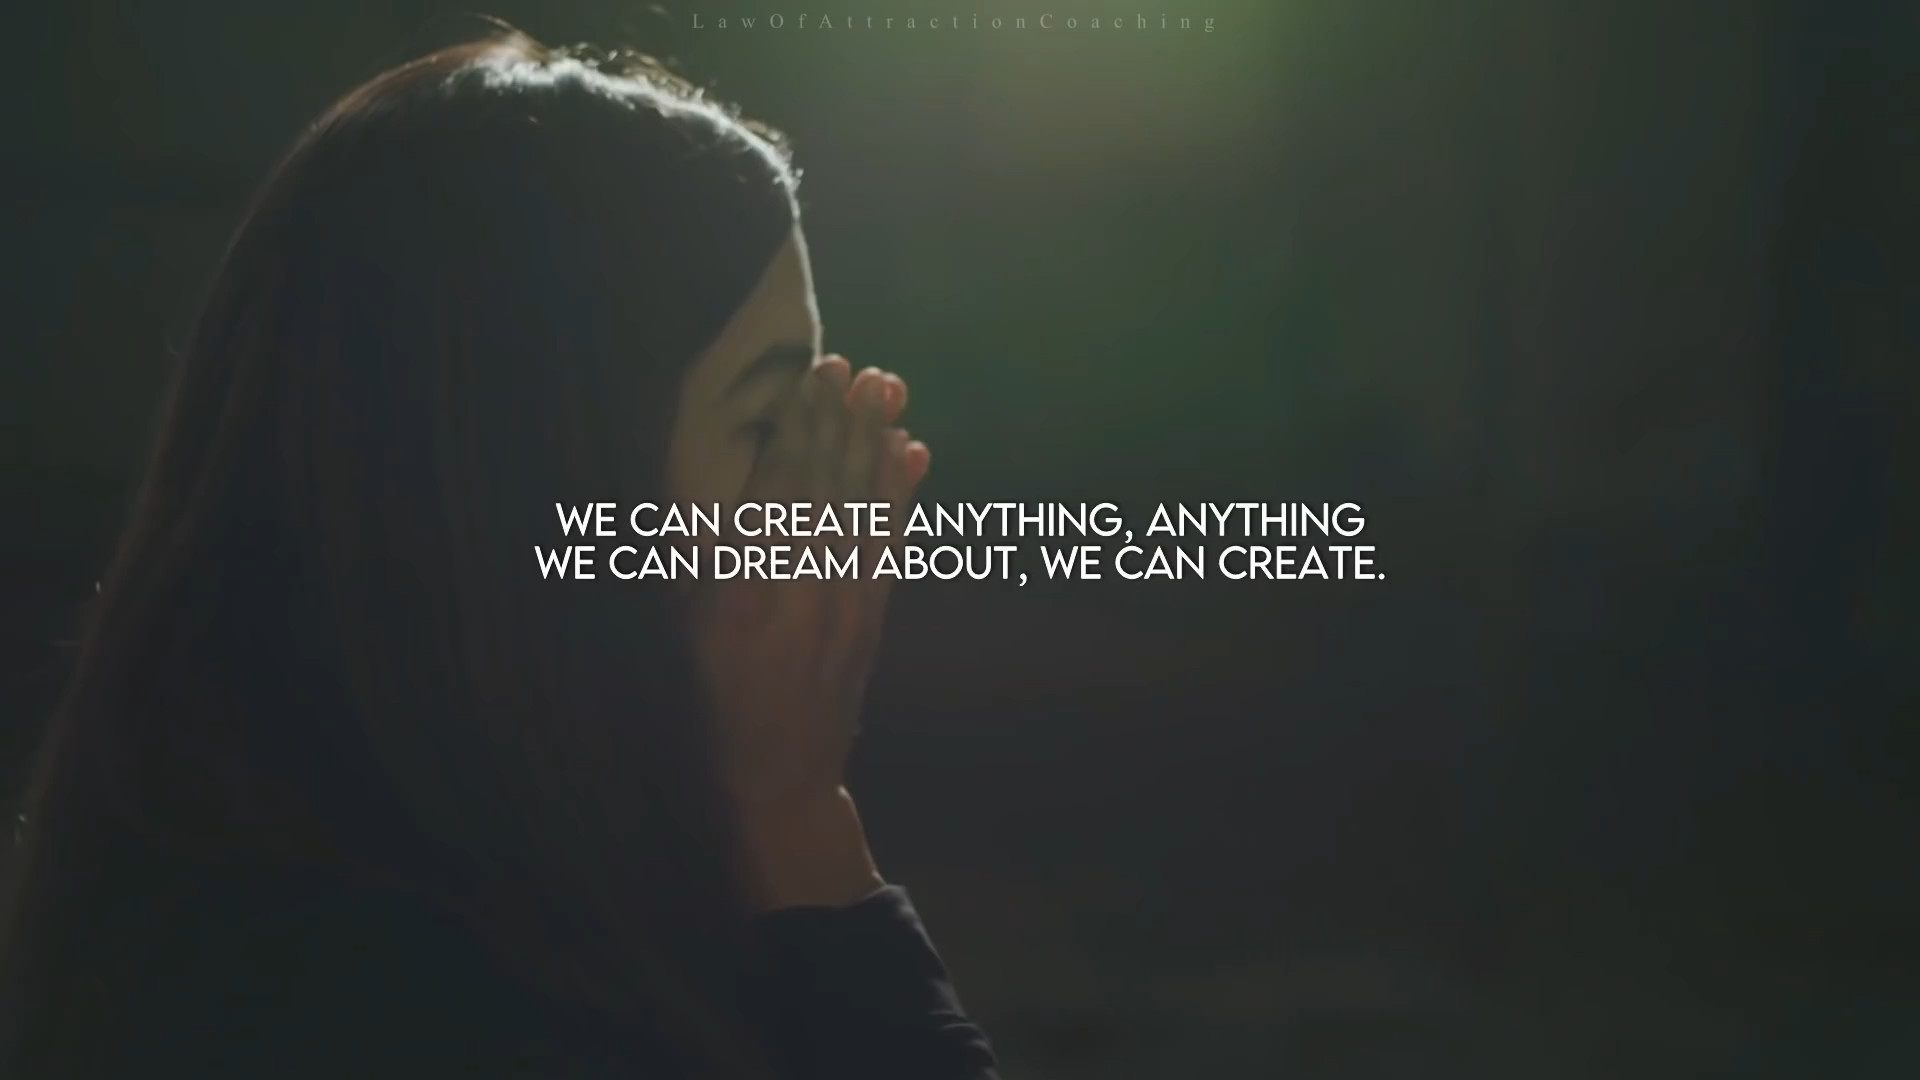 LawOfAttractionCoaching
WE CAN CREATE ANYTHING, ANYTHING
WE CAN DREAM ABOUT, WE CAN CREATE.